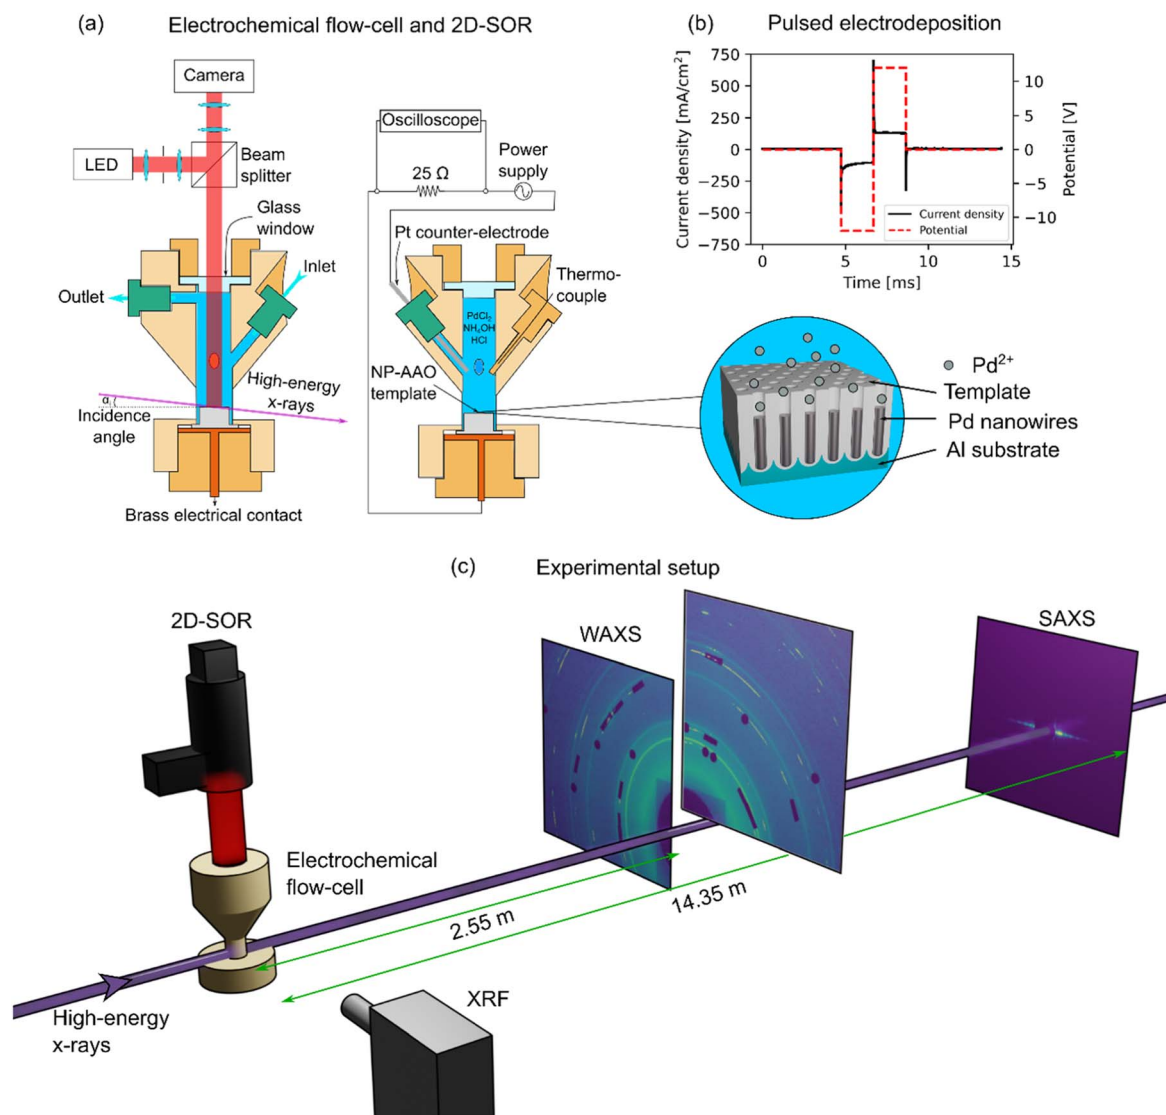 (a) Electrochemical flow-cell and 2D-SOR
Camera
LED
Beam
splitter
Glass
window
Inlet
Outlet
High-energy
x-rays
α
Incidence
angle
Brass electrical contact
Oscilloscope
25 Ω
Power
supply
Pt counter-electrode
Thermo-
couple
PdCl2
NH4OH
HCl
NP-AAO
template
(b) Pulsed electrodeposition
Current density [mA/cm²]
750
500
250
0
−250
−500
−750
10
5
0
−5
−10
Potential [V]
Current density
Potential
0 5 10 15
Time [ms]
Pd²⁺
Template
Pd nanowires
Al substrate
(c) Experimental setup
2D-SOR
WAXS
SAXS
Electrochemical
flow-cell
2.55 m
14.35 m
High-energy
x-rays
XRF